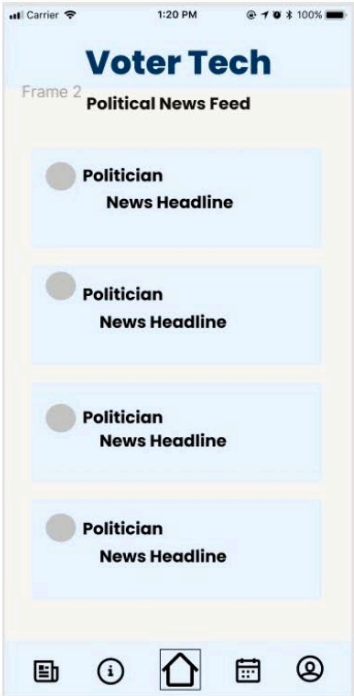 Carrier 1:20 PM 100%
Voter Tech
Frame 2
Political News Feed
Politician
News Headline
Politician
News Headline
Politician
News Headline
Politician
News Headline